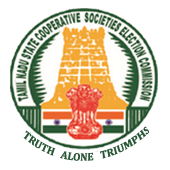 TAMIL NADU STATE COOPERATIVE SOCIETIES ELECTION COMMISSION
TRUTH ALONE TRIUMPHS